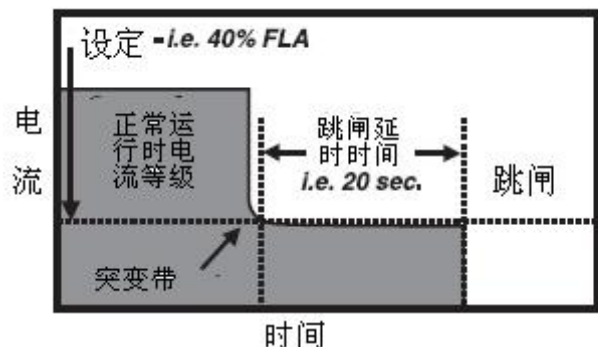 设定 -i.e. 40% FLA
电
流
正常运
行时电
流等级
跳闸延
时时间
i.e. 20 sec.
跳闸
突变带
时间